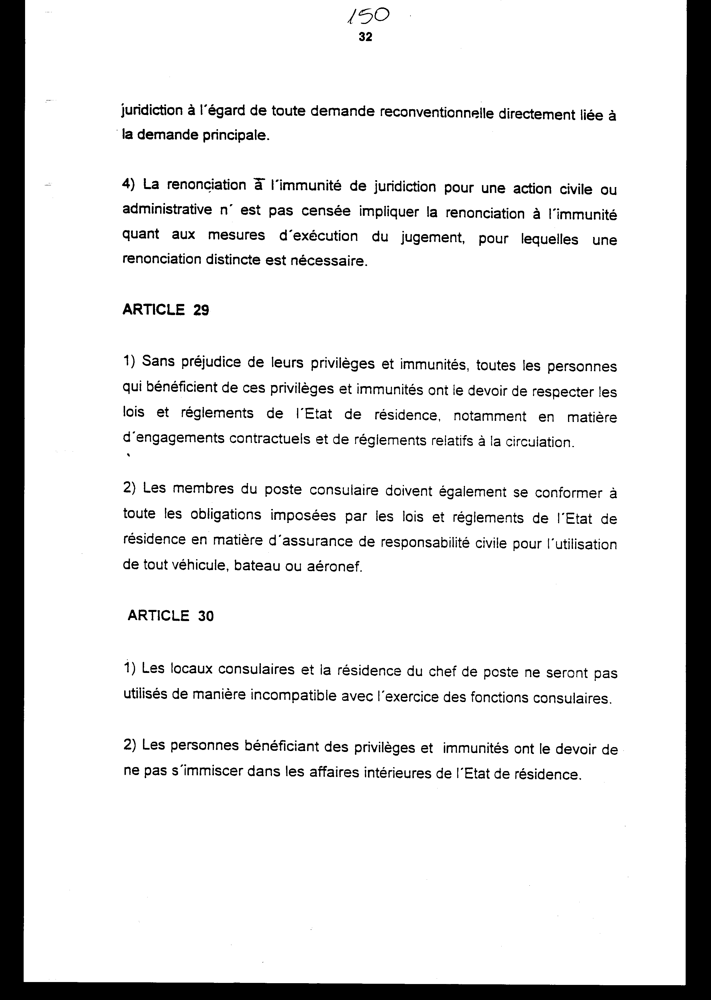 150
32
juridiction à l´égard de toute demande reconventionnelle directement liée à
la demande principale.
4) La renonciation à l´immunité de juridiction pour une action civile ou
administrative n´ est pas censée impliquer la renonciation à l´immunité
quant aux mesures d´exécution du jugement, pour lequelles une
renonciation distincte est nécessaire.
ARTICLE 29
1) Sans préjudice de leurs privilèges et immunités, toutes les personnes
qui bénéficient de ces privilèges et immunités ont le devoir de respecter les
lois et réglements de l´Etat de résidence, notamment en matière
d´engagements contractuels et de réglements relatifs à la circulation.
2) Les membres du poste consulaire doivent également se conformer à
toute les obligations imposées par les lois et réglements de l´Etat de
résidence en matière d´assurance de responsabilité civile pour l´utilisation
de tout véhicule, bateau ou aéronef.
ARTICLE 30
1) Les locaux consulaires et la résidence du chef de poste ne seront pas
utilisés de manière incompatible avec l´exercice des fonctions consulaires.
2) Les personnes bénéficiant des privilèges et immunités ont le devoir de
ne pas s´immiscer dans les affaires intérieures de l´Etat de résidence.